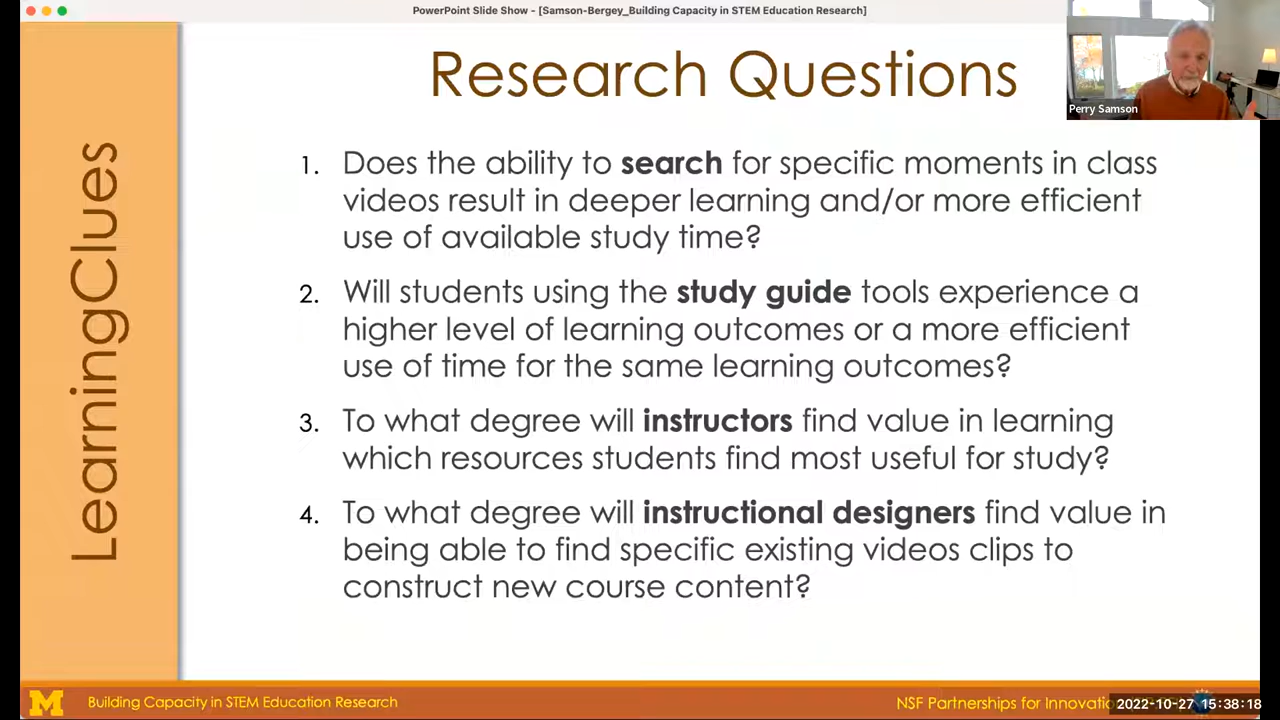 PowerPoint Slide Show - [Samson-Bergey_Building Capacity in STEM Education Research]
Research Questions
Perry Samson
LearningClues
1. Does the ability to search for specific moments in class
videos result in deeper learning and/or more efficient
use of available study time?
2. Will students using the study guide tools experience a
higher level of learning outcomes or a more efficient
use of time for the same learning outcomes?
3. To what degree will instructors find value in learning
which resources students find most useful for study?
4. To what degree will instructional designers find value in
being able to find specific existing videos clips to
construct new course content?
M Building Capacity in STEM Education Research
NSF Partnerships for
2022-10-27 15:38:18